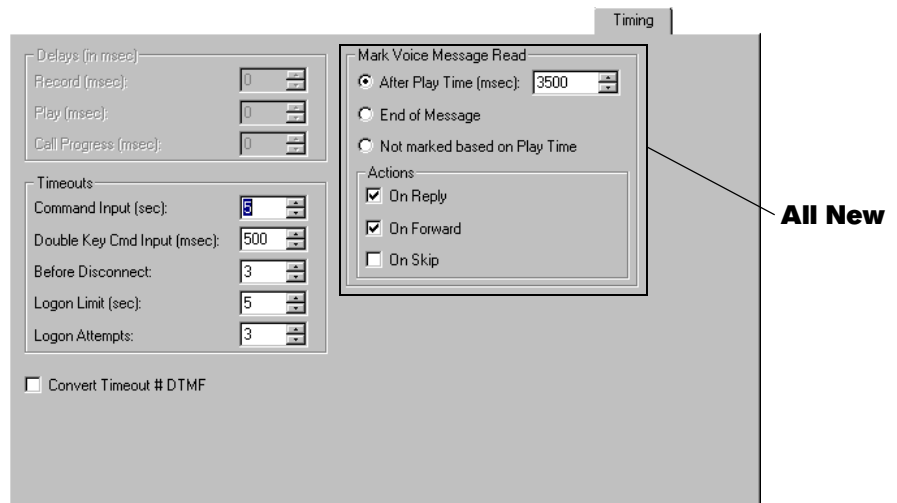 Timing
Delays (in msec)
Record (msec): 0
Play (msec): 0
Call Progress (msec): 0
Timeouts
Command Input (sec): 5
Double Key Cmd Input (msec): 500
Before Disconnect: 3
Logon Limit (sec): 5
Logon Attempts: 3
Convert Timeout # DTMF
Mark Voice Message Read
After Play Time (msec): 3500
End of Message
Not marked based on Play Time
Actions
On Reply
On Forward
On Skip
All New